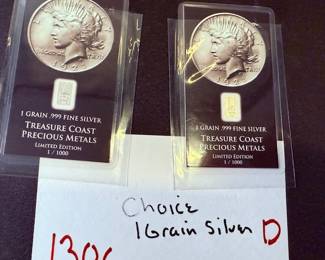 1 GRAIN .999 FINE SILVER
TREASURE COAST
PRECIOUS METALS
LIMITED EDITION
1 / 1000
1 GRAIN .999 FINE SILVER
TREASURE COAST
PRECIOUS METALS
LIMITED EDITION
1 / 1000
Choice
1 Grain Silver D